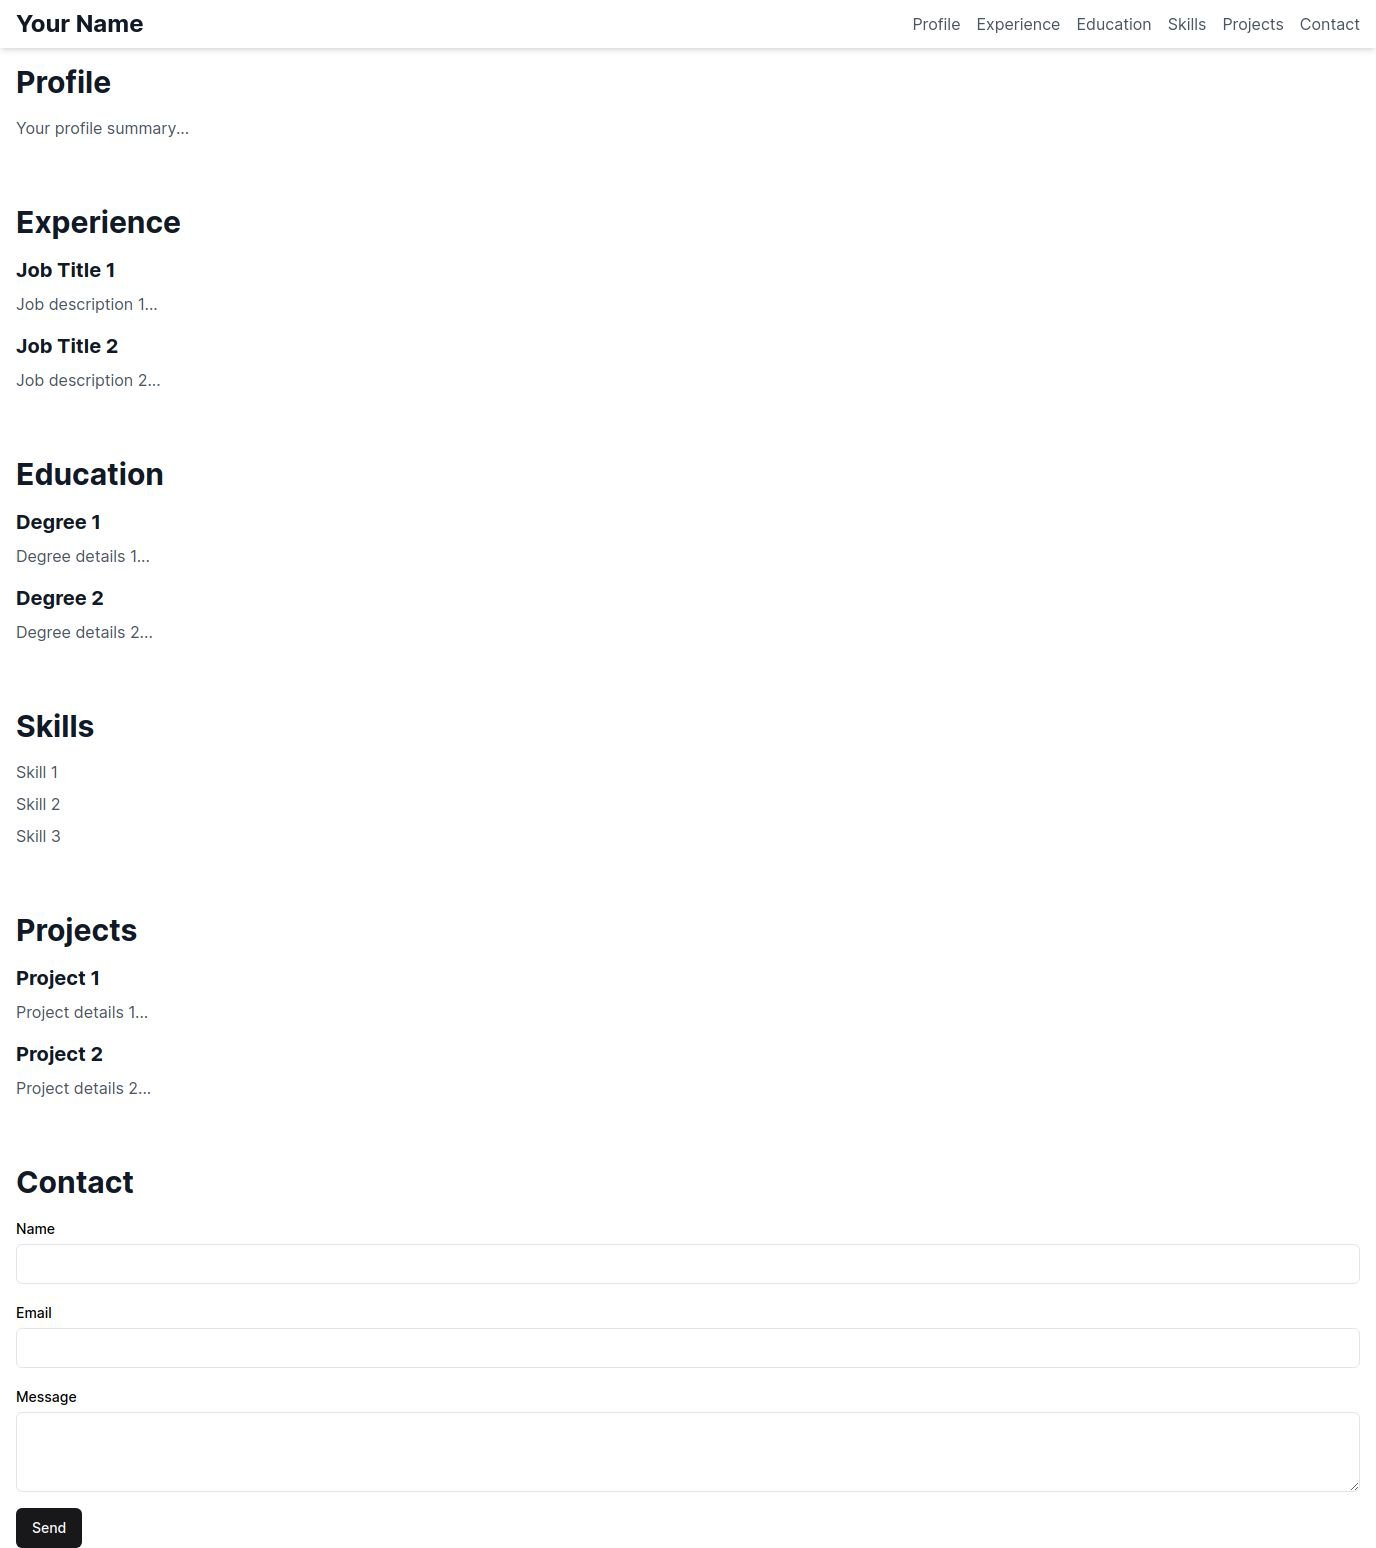 Your Name
Profile Experience Education Skills Projects Contact
Profile
Your profile summary...
Experience
Job Title 1
Job description 1...
Job Title 2
Job description 2...
Education
Degree 1
Degree details 1...
Degree 2
Degree details 2...
Skills
Skill 1
Skill 2
Skill 3
Projects
Project 1
Project details 1...
Project 2
Project details 2...
Contact
Name
Email
Message
Send